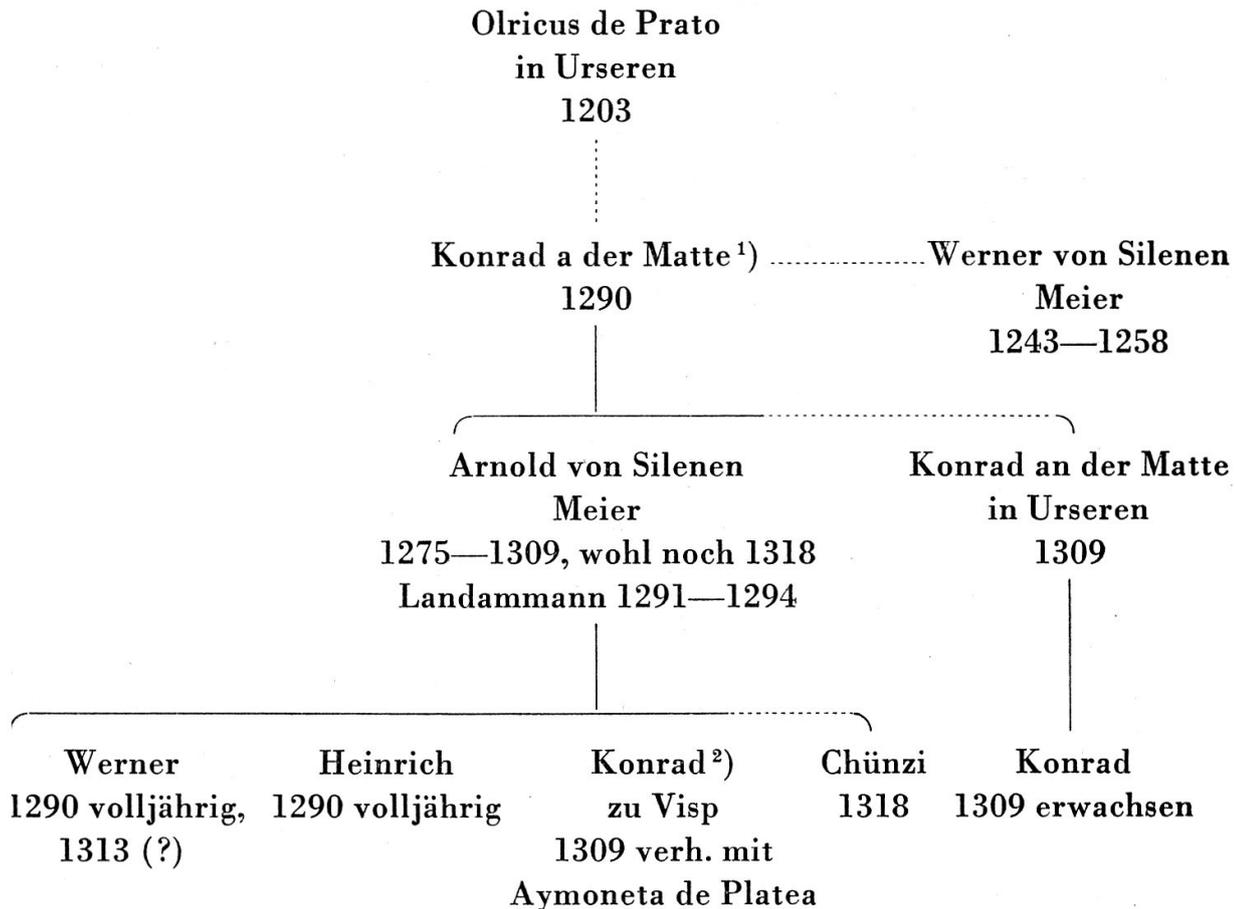 Olricus de Prato
in Urseren
1203
Konrad a der Matte ¹)
1290
Werner von Silenen
Meier
1243—1258
Arnold von Silenen
Meier
1275—1309, wohl noch 1318
Landammann 1291—1294
Konrad an der Matte
in Urseren
1309
Werner
1290 volljährig,
1313 (?)
Heinrich
1290 volljährig
Konrad ²)
zu Visp
1309 verh. mit
Aymoneta de Platea
Chünzi
1318
Konrad
1309 erwachsen